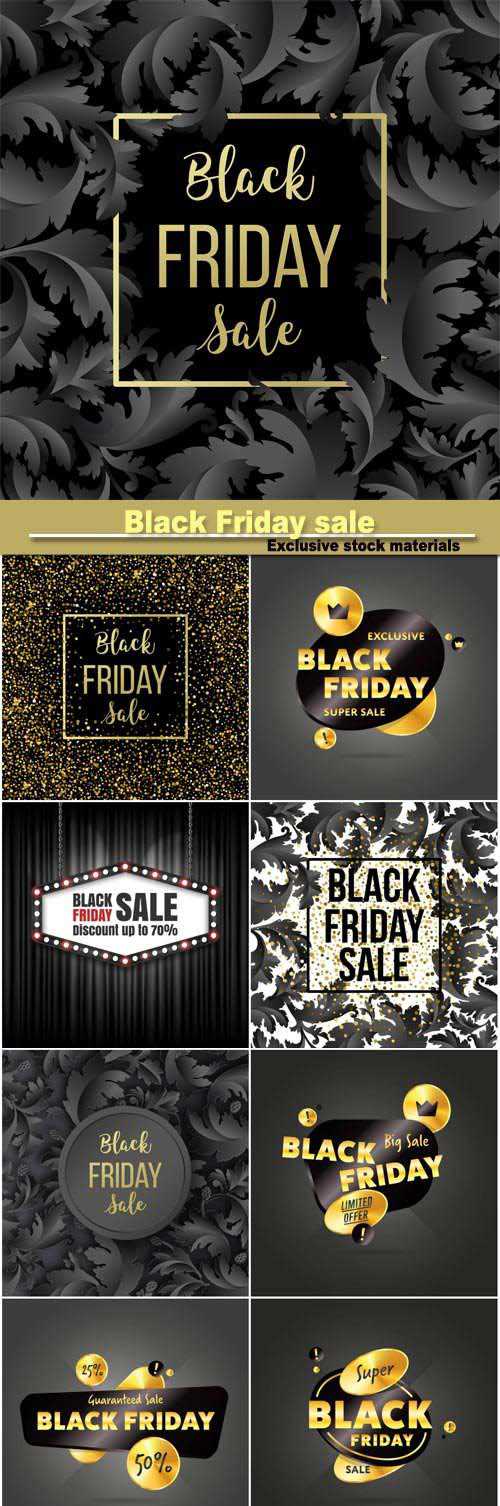 Black
FRIDAY
Sale
Black Friday sale
Exclusive stock materials
Black
FRIDAY
Sale
EXCLUSIVE
BLACK
FRIDAY
SUPER SALE
!
BLACK
FRIDAY
SALE
Discount up to 70%
BLACK
FRIDAY
SALE
Black
FRIDAY
Sale
!
BLACK
Big Sale
FRIDAY
LIMITED
OFFER
!
25%
!
Guaranteed Sale
BLACK FRIDAY
50%
!
Super
BLACK
FRIDAY
SALE